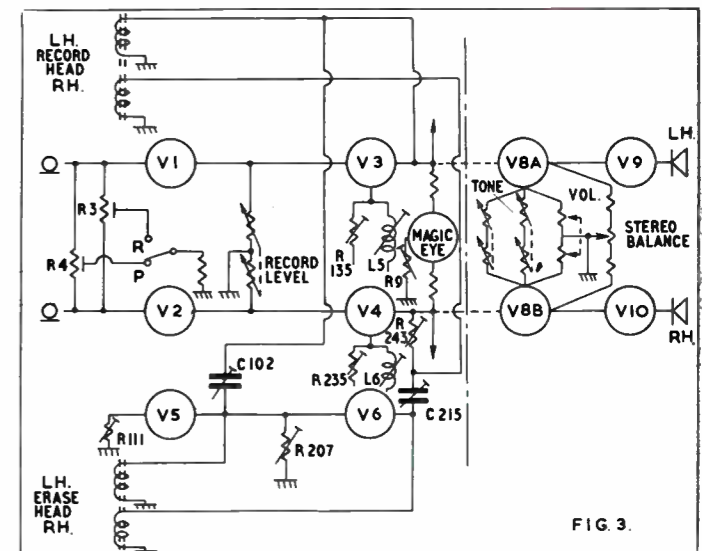 LH.
RECORD
HEAD
RH.
LH.
V1
V3
V8A
V9
TONE
VOL.
R3
R
R4
P
RECORD
LEVEL
R
135
L5
R9
MAGIC
EYE
STEREO
BALANCE
V2
V4
R
243
V8B
V10
RH.
C102
R235
L6
C215
V5
V6
R111
R207
LH.
ERASE
HEAD
RH.
FIG. 3.